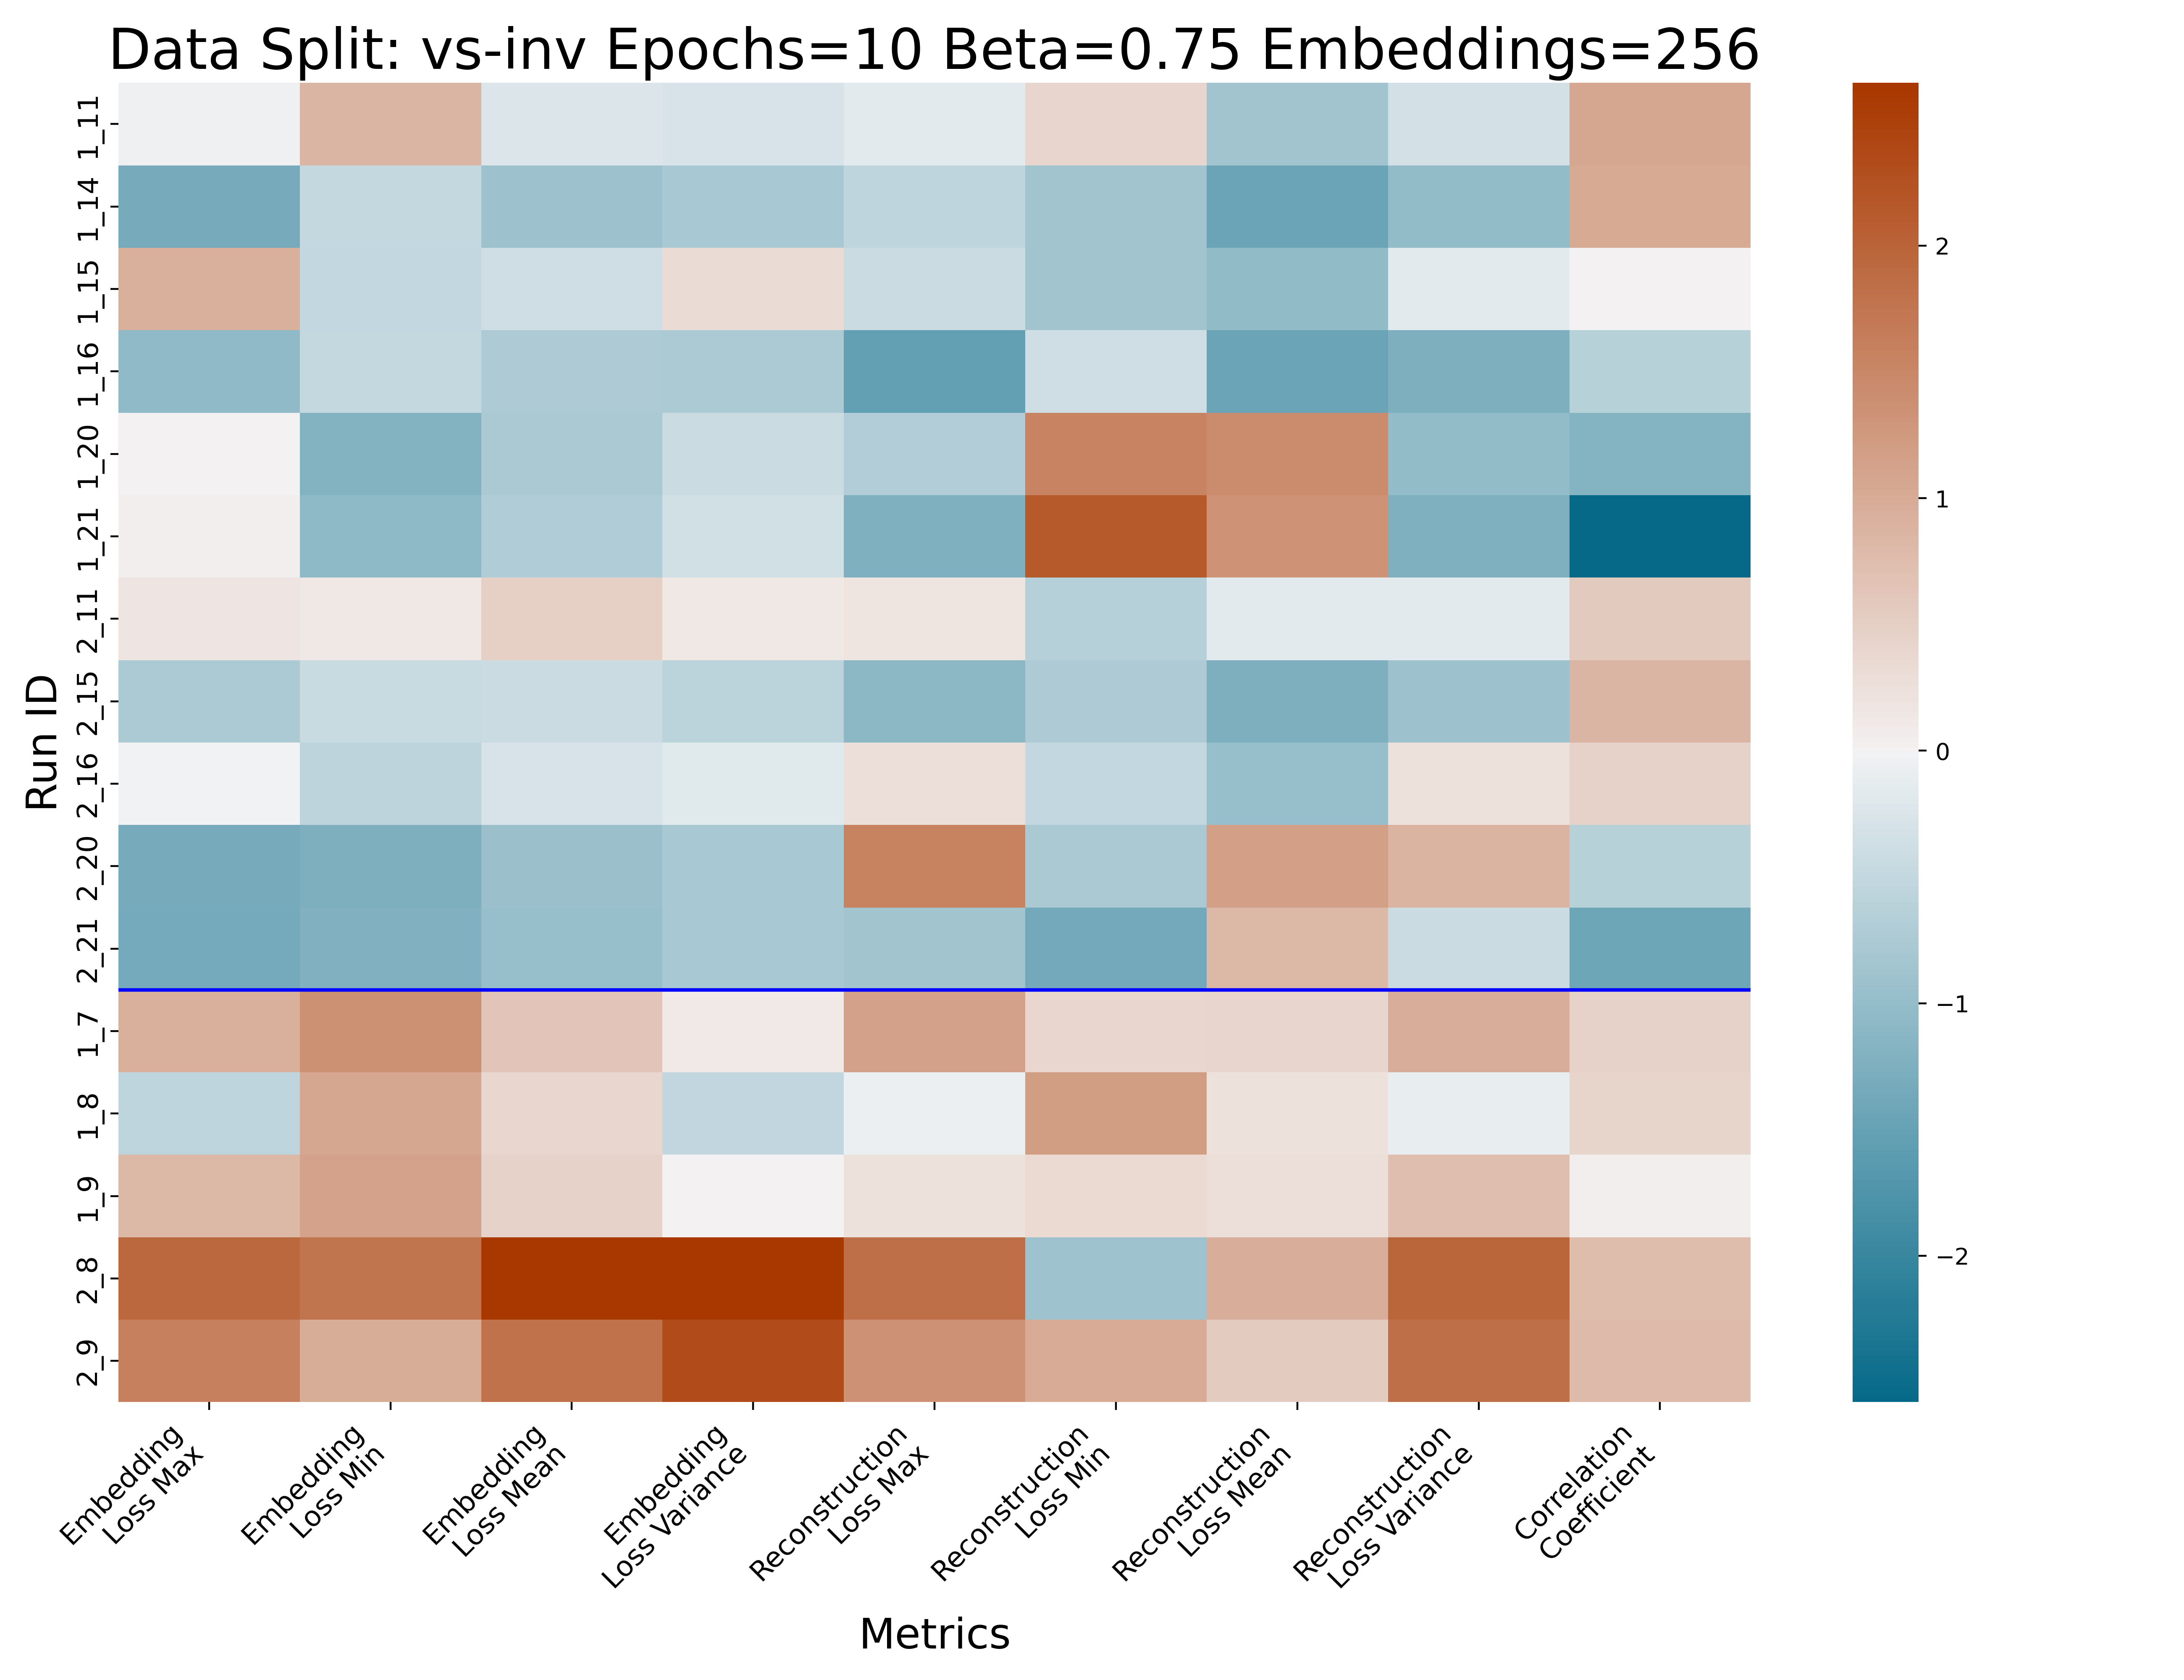 Data Split: vs-inv Epochs=10 Beta=0.75 Embeddings=256
Run ID
1_11
1_14
1_15
1_16
1_20
1_21
2_11
2_15
2_16
2_20
2_21
1_7
1_8
1_9
2_8
2_9
Embedding
Loss Max
Embedding
Loss Min
Embedding
Loss Mean
Embedding
Loss Variance
Reconstruction
Loss Max
Reconstruction
Loss Min
Reconstruction
Loss Mean
Reconstruction
Loss Variance
Correlation
Coefficient
Metrics
2
1
0
−1
−2